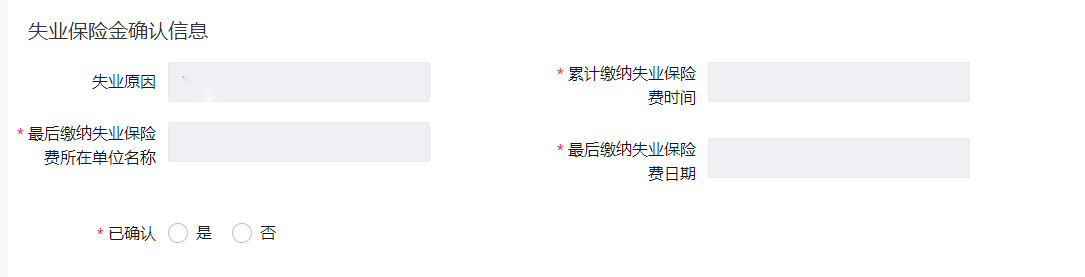 失业保险金确认信息
失业原因
* 累计缴纳失业保险
费时间
* 最后缴纳失业保险
费所在单位名称
* 最后缴纳失业保险
费日期
* 已确认 是 否